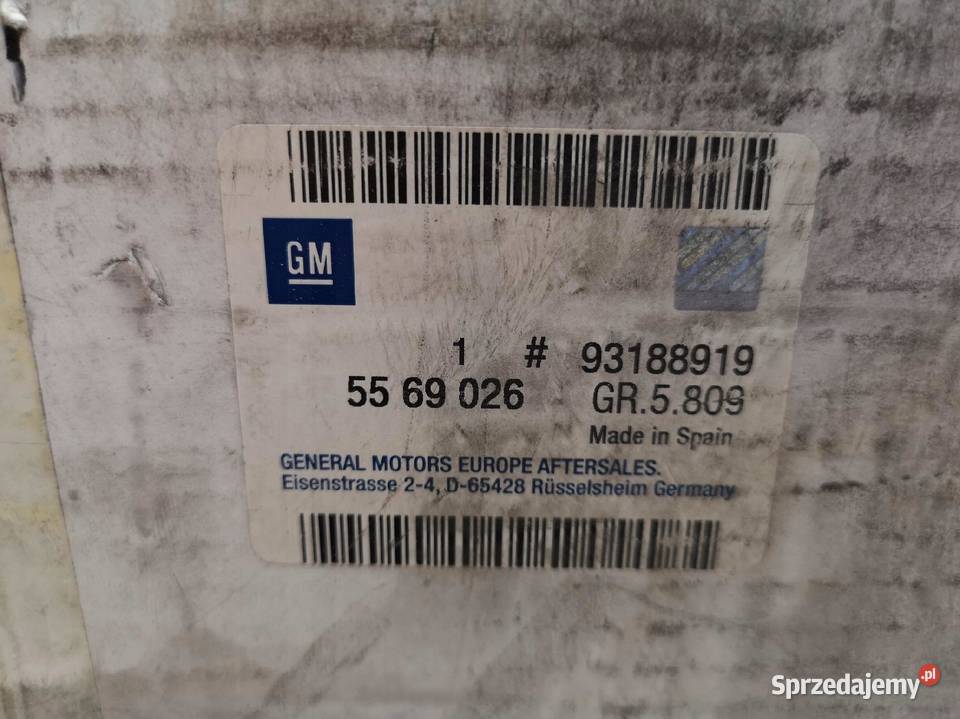 GM
1 # 93188919
55 69 026 GR.5.809
Made in Spain
GENERAL MOTORS EUROPE AFTERSALES.
Eisenstrasse 2-4, D-65428 Rüsselsheim Germany
Sprzedajemy.pl